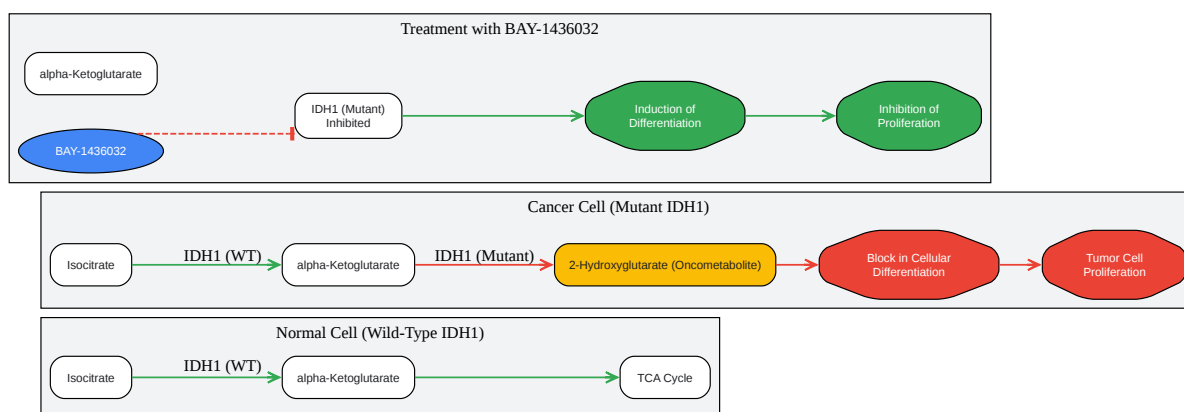 Treatment with BAY-1436032
alpha-Ketoglutarate
IDH1 (Mutant)
Inhibited
Induction of
Differentiation
Inhibition of
Proliferation
BAY-1436032
Cancer Cell (Mutant IDH1)
Isocitrate
IDH1 (WT)
alpha-Ketoglutarate
IDH1 (Mutant)
2-Hydroxyglutarate (Oncometabolite)
Block in Cellular
Differentiation
Tumor Cell
Proliferation
Normal Cell (Wild-Type IDH1)
Isocitrate
IDH1 (WT)
alpha-Ketoglutarate
TCA Cycle